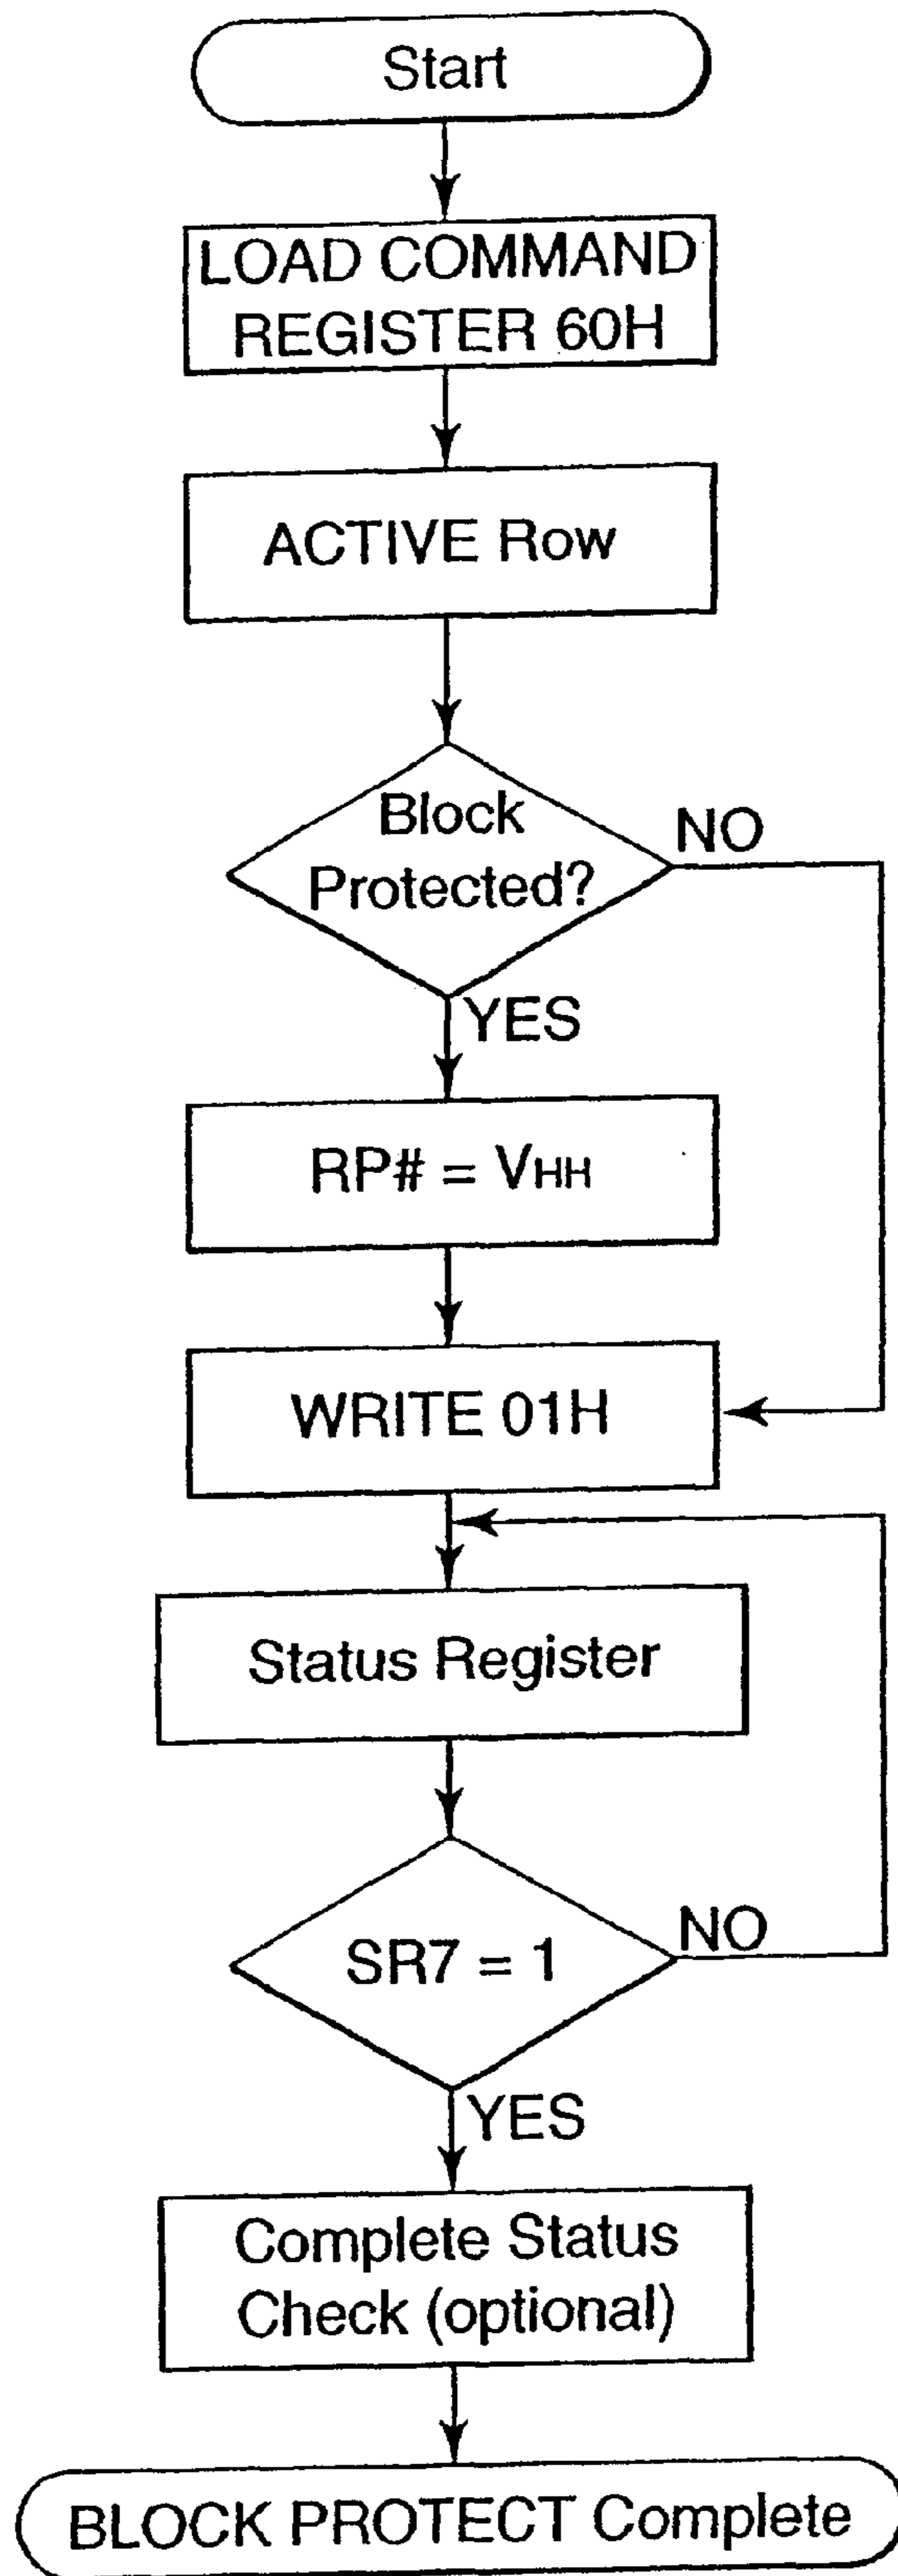 Start
LOAD COMMAND
REGISTER 60H
ACTIVE Row
Block
Protected?
NO
YES
RP# = VHH
WRITE 01H
Status Register
SR7 = 1
NO
YES
Complete Status
Check (optional)
BLOCK PROTECT Complete